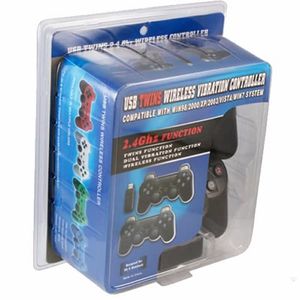 USB TWINS 2.4 Ghz WIRELESS CONTROLLER
USB TWINS WIRELESS VIBRATION CONTROLLER
COMPATIBLE WITH WIN98/2000/XP/2003/VISTA/WIN7 SYSTEM
2.4Ghz FUNCTION
TWINS FUNCTION
DUAL VIBRATION FUNCTION
WIRELESS FUNCTION
USB TWINS WIRELESS CONTROLLER